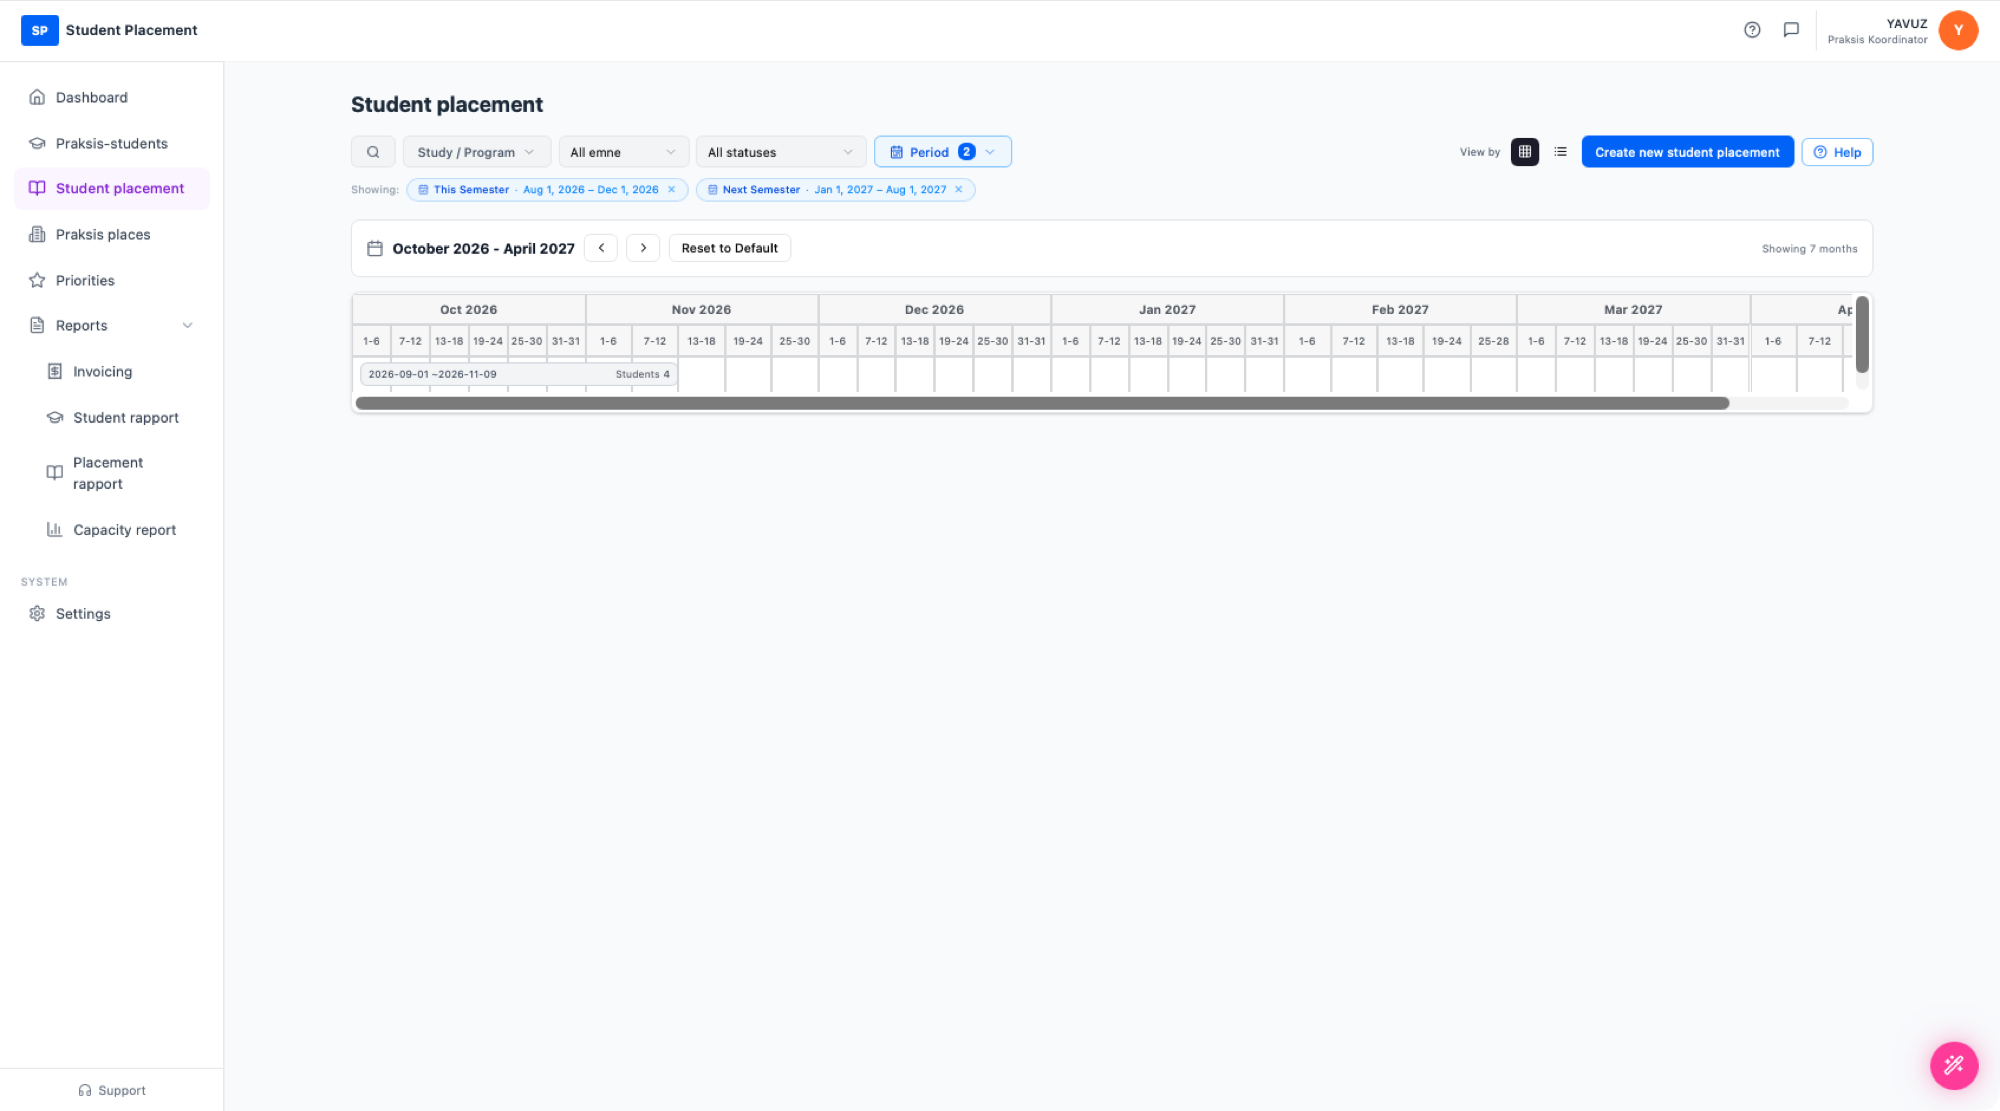 SP Student Placement
YAVUZ
Praksis Koordinator
Y
Dashboard
Praksis-students
Student placement
Praksis places
Priorities
Reports
Invoicing
Student rapport
Placement
rapport
Capacity report
SYSTEM
Settings
Support
Student placement
Study / Program All emne All statuses Period 2 View by Create new student placement Help
Showing: This Semester · Aug 1, 2026 – Dec 1, 2026 × Next Semester · Jan 1, 2027 – Aug 1, 2027 ×
October 2026 - April 2027 Reset to Default Showing 7 months
Oct 2026 Nov 2026 Dec 2026 Jan 2027 Feb 2027 Mar 2027 Ap
1-6 7-12 13-18 19-24 25-30 31-31 1-6 7-12 13-18 19-24 25-30 1-6 7-12 13-18 19-24 25-30 31-31 1-6 7-12 13-18 19-24 25-30 31-31 1-6 7-12 13-18 19-24 25-28 1-6 7-12 13-18 19-24 25-30 31-31 1-6 7-12
2026-09-01 ~2026-11-09 Students 4